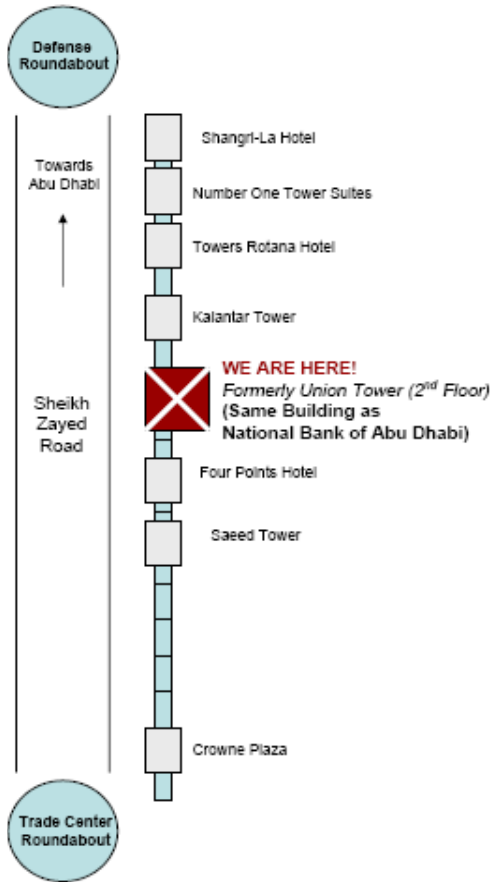 Defense
Roundabout
Towards
Abu Dhabi
Shangri-La Hotel
Number One Tower Suites
Towers Rotana Hotel
Kalantar Tower
WE ARE HERE!
Formerly Union Tower (2nd Floor)
(Same Building as
National Bank of Abu Dhabi)
Sheikh
Zayed
Road
Four Points Hotel
Saeed Tower
Crowne Plaza
Trade Center
Roundabout